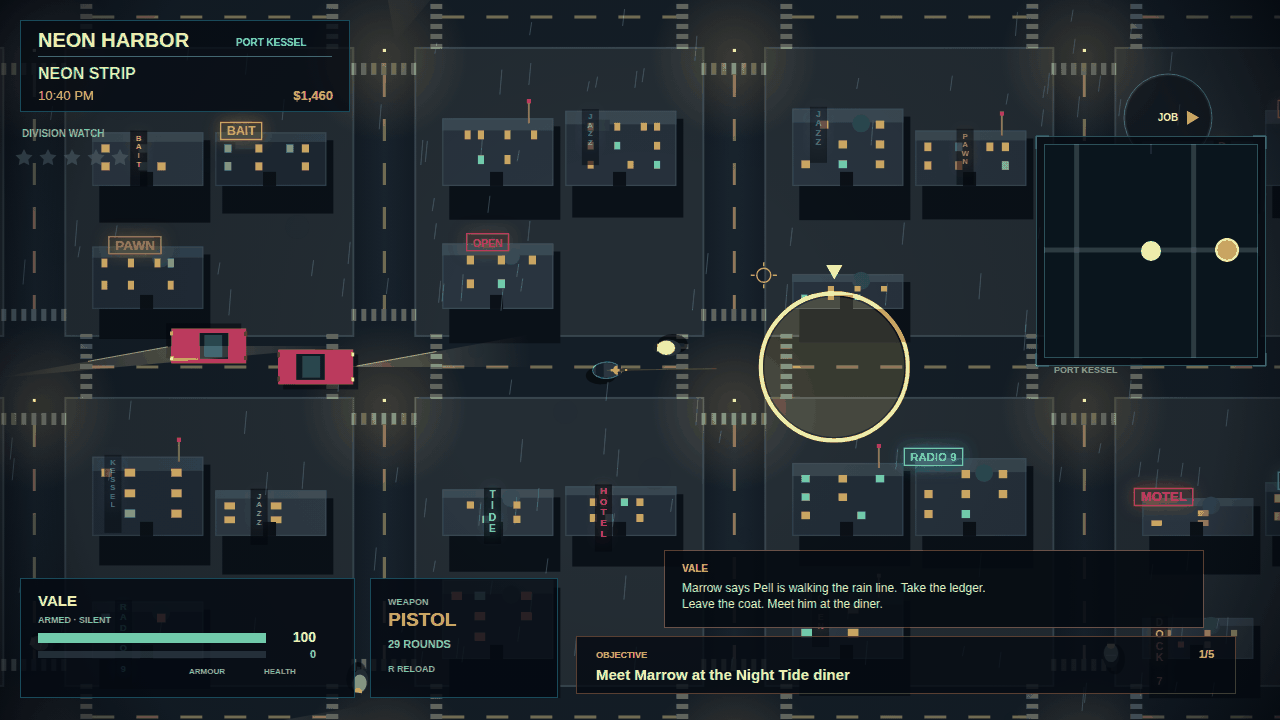 NEON HARBOR
PORT KESSEL
NEON STRIP
10:40 PM
$1,460
DIVISION WATCH
BAIT
BAIT
JAZZ
JAZZ
PAWN
JOB
PAWN
OPEN
PORT KESSEL
KESSEL
JAZZ
TIDE
HOTEL
RADIO 9
MOTEL
VALE
Marrow says Pell is walking the rain line. Take the ledger.
Leave the coat. Meet him at the diner.
VALE
ARMED · SILENT
100
0
ARMOUR
HEALTH
WEAPON
PISTOL
29 ROUNDS
R RELOAD
OBJECTIVE
1/5
Meet Marrow at the Night Tide diner